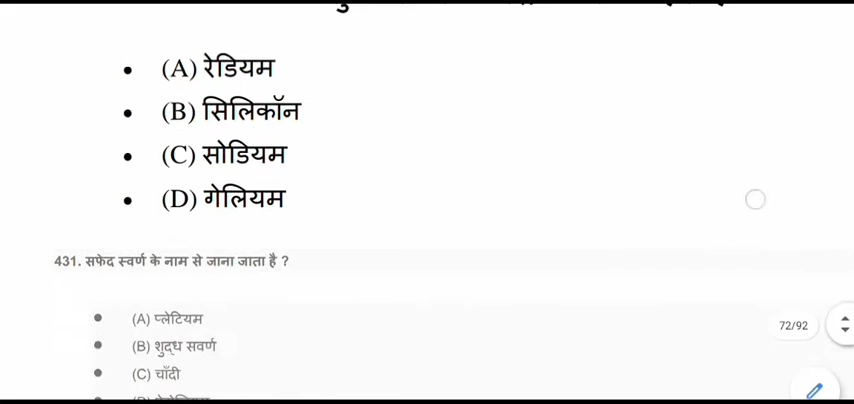 (A) रेडियम
(B) सिलिकॉन
(C) सोडियम
(D) गेलियम
431. सफेद स्वर्ण के नाम से जाना जाता है ?
(A) प्लेटियम
72/92
(B) शुद्ध सवर्ण
(C) चाँदी